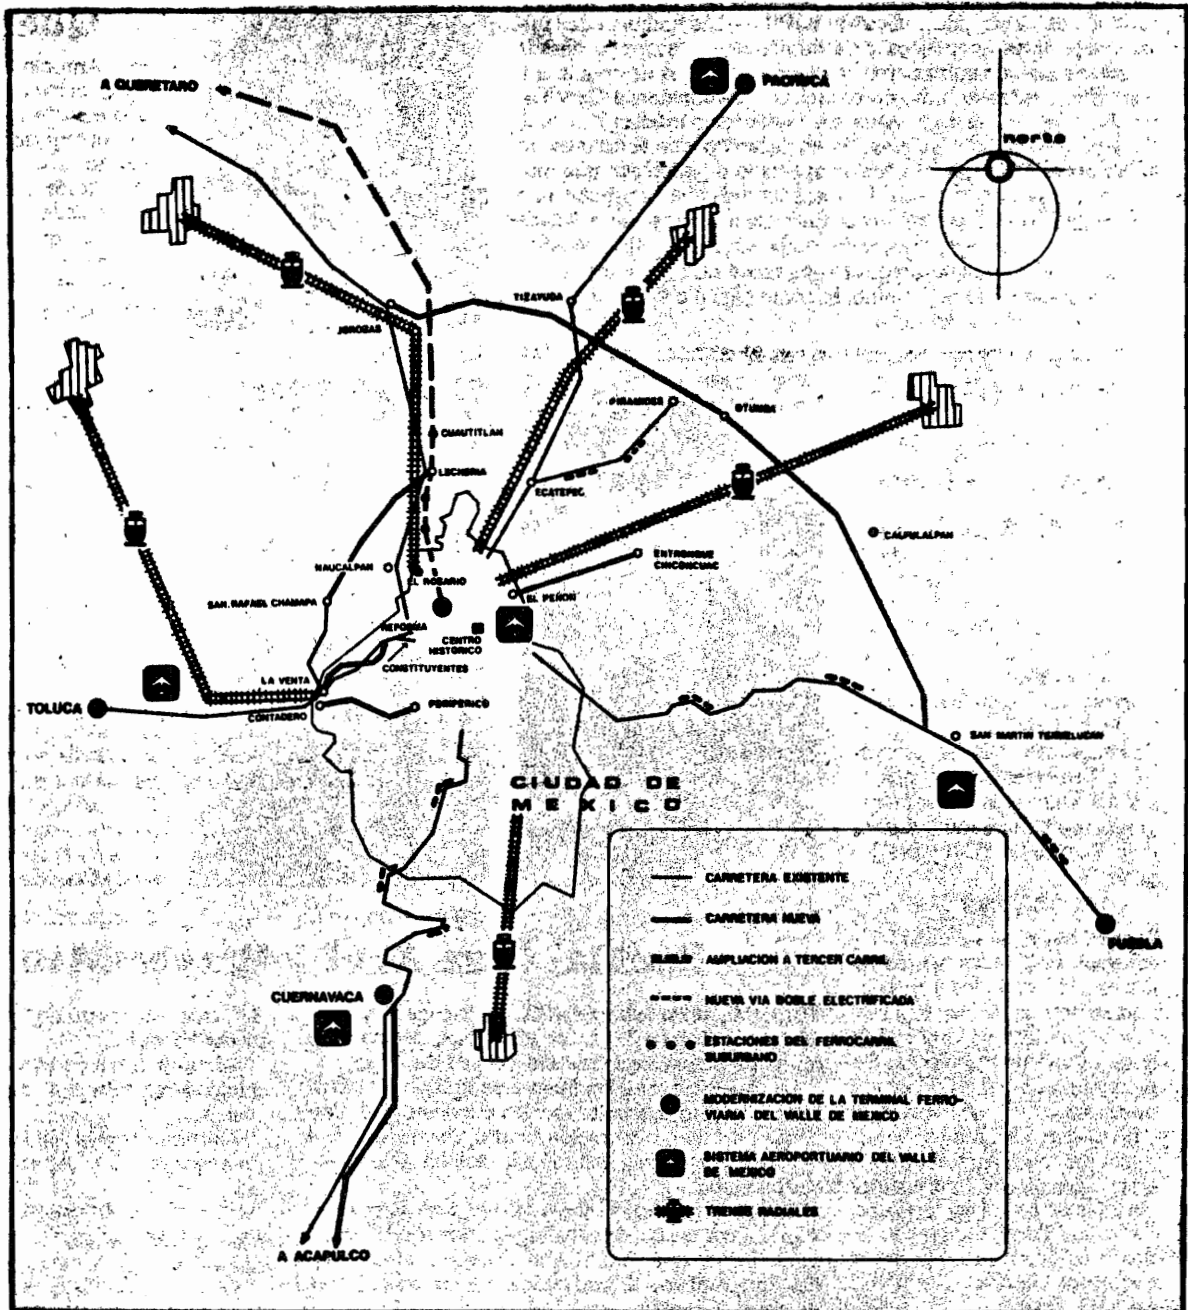 A QUERETARO
PACHUCA
norte
TIZAYUCA
JOROBAS
PIRAMIDES
OTUMBA
CUAUTITLAN
LECHERIA
ECATEPEC
CALPULALPAN
NAUCALPAN
EL ROSARIO
ENTRONQUE
CHICONCUAC
SAN RAFAEL CHAMAPA
EL PEÑON
REFORMA
CENTRO
HISTORICO
CONSTITUYENTES
LA VENTA
TOLUCA
CONTADERO
PERIFERICO
SAN MARTIN TEXMELUCAN
CIUDAD DE
MEXICO
PUEBLA
CUERNAVACA
A ACAPULCO
CARRETERA EXISTENTE
CARRETERA NUEVA
AMPLIACION A TERCER CARRIL
NUEVA VIA DOBLE ELECTRIFICADA
ESTACIONES DEL FERROCARRIL
SUBURBANO
MODERNIZACION DE LA TERMINAL FERRO-
VIARIA DEL VALLE DE MEXICO
SISTEMA AEROPORTUARIO DEL VALLE
DE MEXICO
TRENES RADIALES